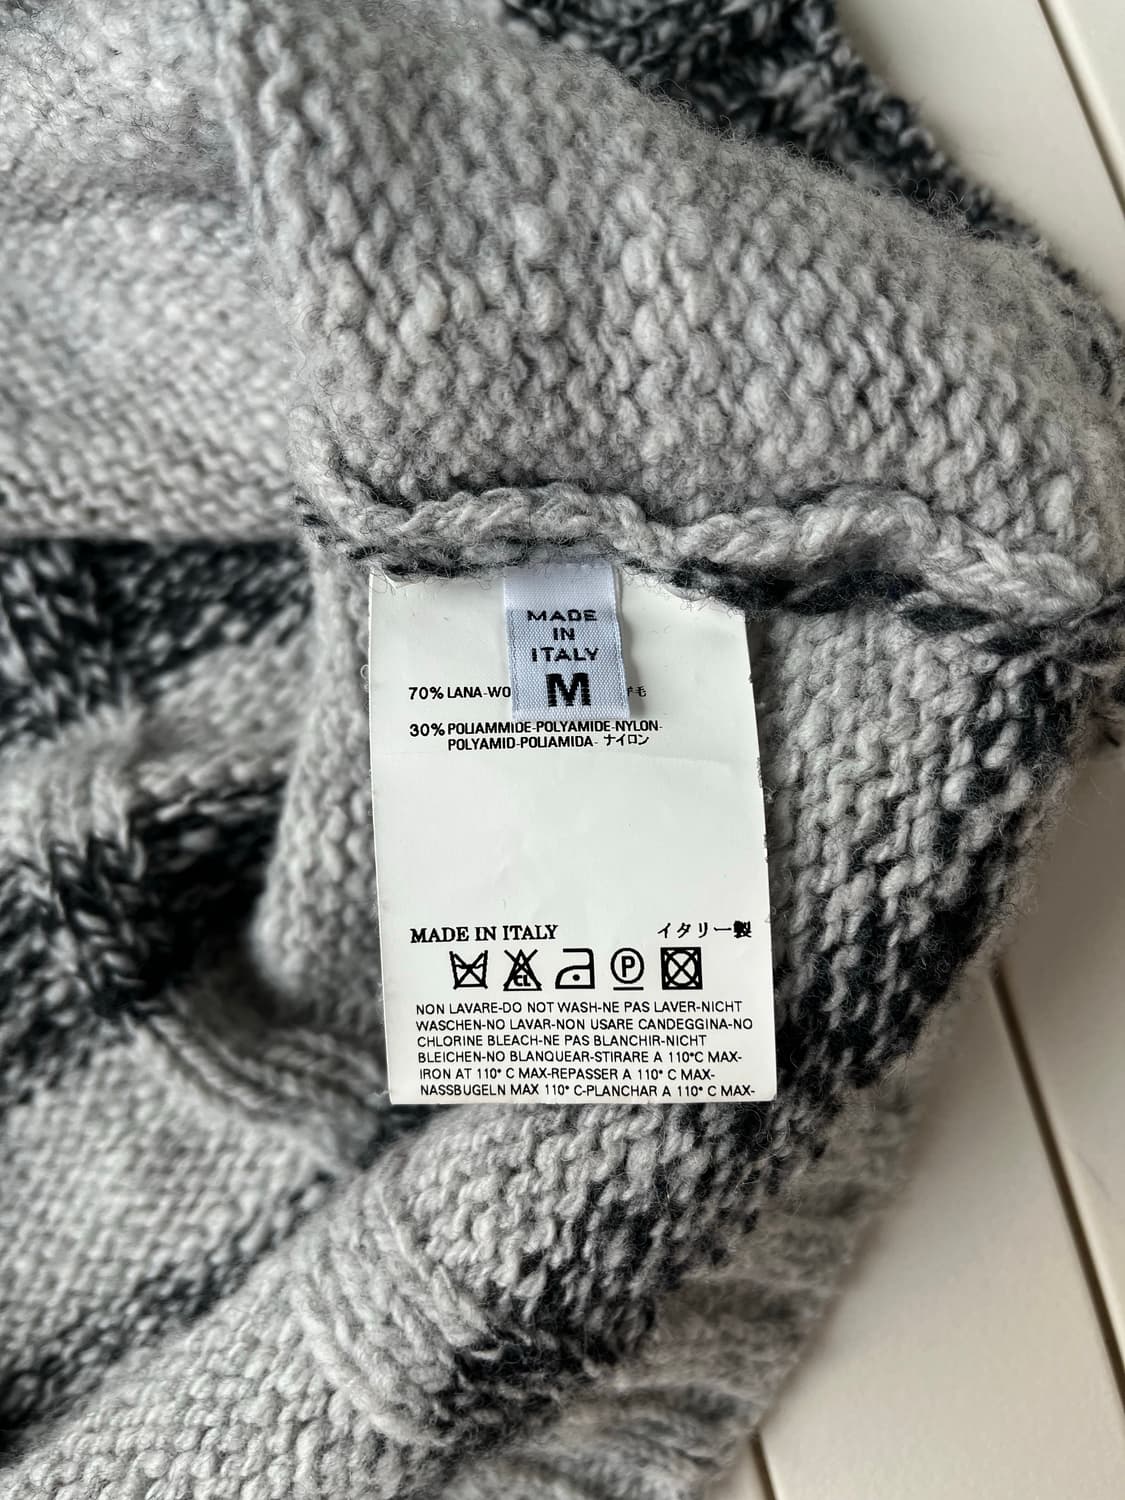 MADE
IN
ITALY
M
70% LANA-WO
毛
30% POLIAMMIDE-POLYAMIDE-NYLON-
POLYAMID-POLIAMIDA- ナイロン
MADE IN ITALY イタリー製
CL P
NON LAVARE-DO NOT WASH-NE PAS LAVER-NICHT
WASCHEN-NO LAVAR-NON USARE CANDEGGINA-NO
CHLORINE BLEACH-NE PAS BLANCHIR-NICHT
BLEICHEN-NO BLANQUEAR-STIRARE A 110°C MAX-
IRON AT 110° C MAX-REPASSER A 110° C MAX-
NASSBUGELN MAX 110° C-PLANCHAR A 110° C MAX-